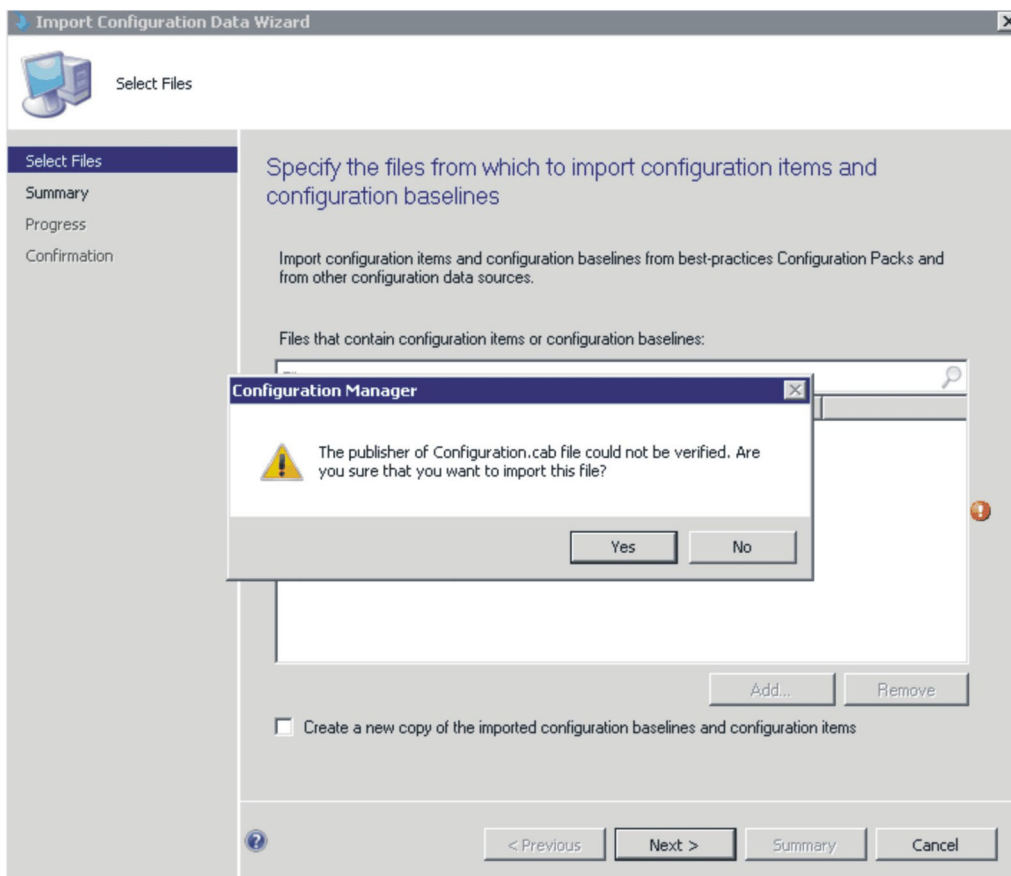 Import Configuration Data Wizard
Select Files
Select Files
Summary
Progress
Confirmation
Specify the files from which to import configuration items and
configuration baselines
Import configuration items and configuration baselines from best-practices Configuration Packs and
from other configuration data sources.
Files that contain configuration items or configuration baselines:
Configuration Manager
The publisher of Configuration.cab file could not be verified. Are
you sure that you want to import this file?
Yes
No
Add...
Remove
Create a new copy of the imported configuration baselines and configuration items
< Previous
Next >
Summary
Cancel